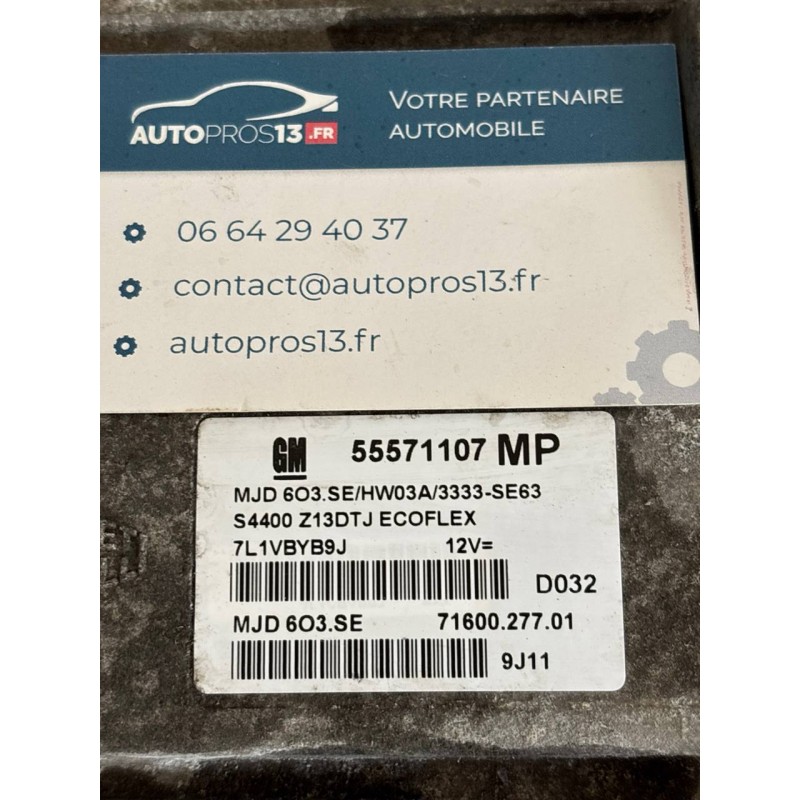 AUTOPROS13.FR
VOTRE PARTENAIRE
AUTOMOBILE
06 64 29 40 37
contact@autopros13.fr
autopros13.fr
GM 55571107 MP
MJD 6O3.SE/HW03A/3333-SE63
S4400 Z13DTJ ECOFLEX
7L1VBYB9J 12V=
D032
MJD 6O3.SE 71600.277.01
9J11